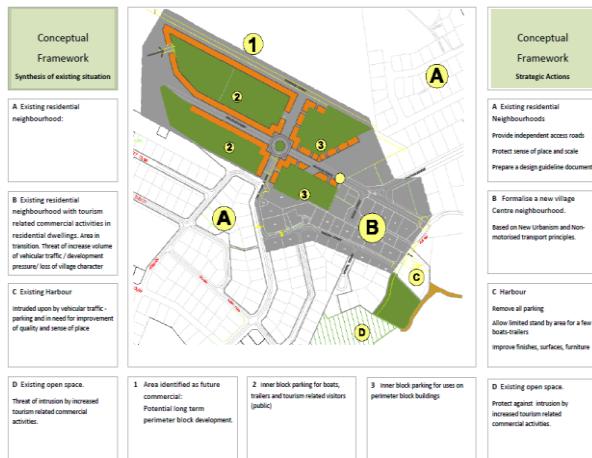 Conceptual
Framework
Synthesis of existing situation
A Existing residential
neighbourhood:
B Existing residential
neighbourhood with tourism
related commercial activities in
residential dwellings. Area in
transition. Threat of increase volume
of vehicular traffic / development
pressure/ loss of village character
C Existing Harbour
Intruded upon by vehicular traffic -
parking and in need for improvement
of quality and sense of place
D Existing open space.
Threat of intrusion by increased
tourism related commercial
activities.
1
A
2
3
2
3
A
B
C
D
1 Area identified as future
commercial:
Potential long term
perimeter block development.
2 Inner block parking for boats,
trailers and tourism related visitors
(public)
3 Inner block parking for uses on
perimeter block buildings
Conceptual
Framework
Strategic Actions
A Existing residential
Neighbourhoods
Provide independent access roads
Protect sense of place and scale
Prepare a design guideline document
B Formalise a new village
Centre neighbourhood.
Based on New Urbanism and Non-
motorised transport principles.
C Harbour
Remove all parking
Allow limited stand by area for a few
boats-trailers
Improve finishes, surfaces, furniture
D Existing open space.
Protect against intrusion by
increased tourism related
commercial activities.